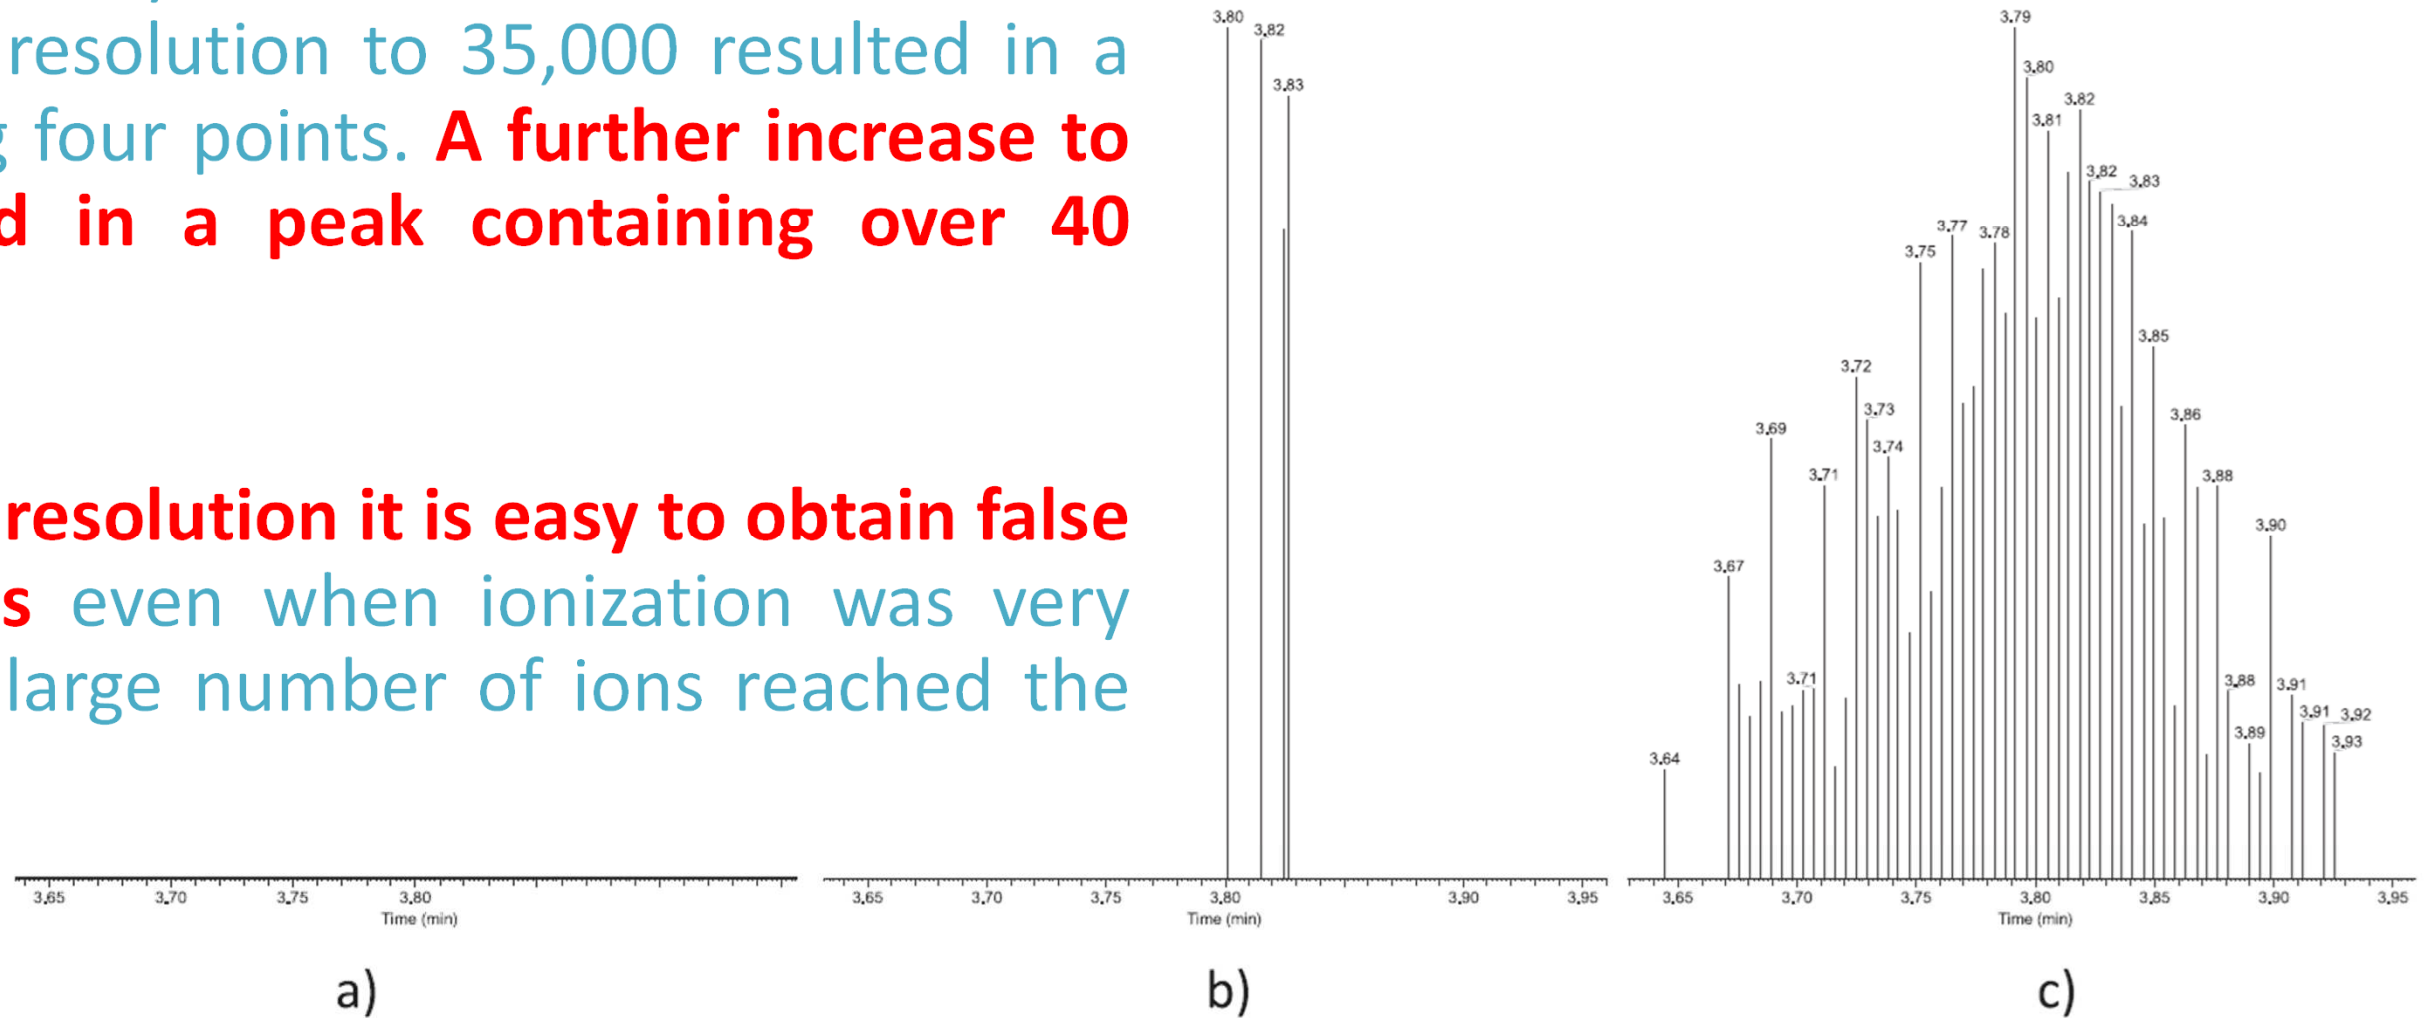 resolution to 35,000 resulted in a
g four points. A further increase to
d in a peak containing over 40
resolution it is easy to obtain false
s even when ionization was very
large number of ions reached the
3.65 3.70 3.75 3.80
Time (min)
a)
3.80
3.82
3.83
3.65 3.70 3.75 3.80 3.90 3.95
Time (min)
b)
3.79
3.80
3.82
3.81
3.82
3.83
3.84
3.77
3.78
3.75
3.85
3.72
3.73
3.86
3.69
3.74
3.71
3.88
3.90
3.67
3.71
3.88
3.91
3.91
3.92
3.89
3.93
3.64
3.65 3.70 3.75 3.80 3.85 3.90 3.95
Time (min)
c)